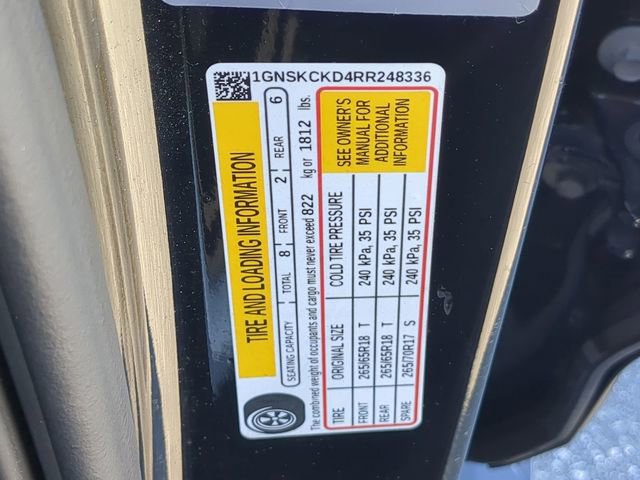 1GNSKCKD4RR248336
TIRE AND LOADING INFORMATION
SEATING CAPACITY TOTAL 8 FRONT 2 REAR 6
The combined weight of occupants and cargo must never exceed 822 kg or 1812 lbs.
TIRE ORIGINAL SIZE COLD TIRE PRESSURE
FRONT 265/65R18 T 240 kPa, 35 PSI
REAR 265/65R18 T 240 kPa, 35 PSI
SPARE 265/70R17 S 240 kPa, 35 PSI
SEE OWNER'S
MANUAL FOR
ADDITIONAL
INFORMATION